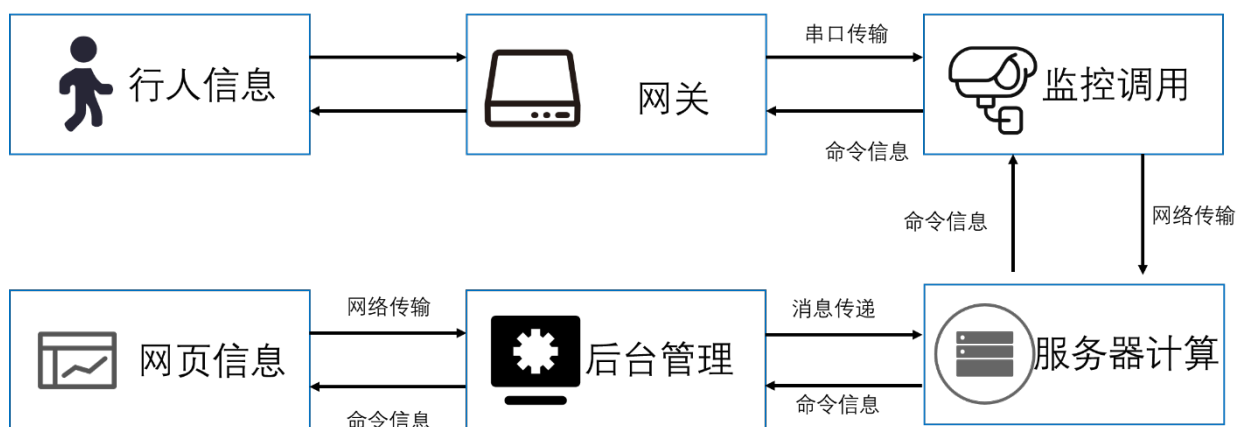 行人信息
网关
串口传输
监控调用
命令信息
命令信息
网络传输
网页信息
网络传输
命令信息
后台管理
消息传递
命令信息
服务器计算